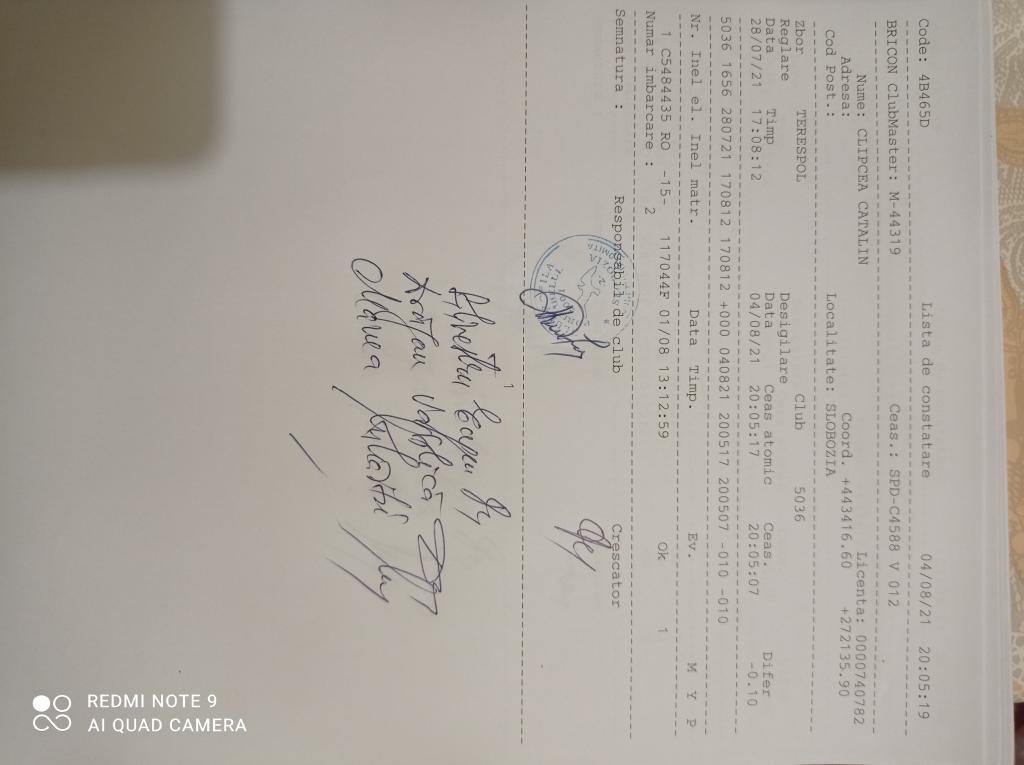 Code: 4B465D Lista de constatare 04/08/21 20:05:19
BRICON ClubMaster: M-44319 Ceas.: SPD-C4588 V 012
Nume: CLIPCEA CATALIN Licenta: 0000740782
Adresa: Coord. +443416.60 +272135.90
Cod Post.: Localitate: SLOBOZIA
Zbor TERESPOL Club 5036
Reglare Desigilare
Data Timp Data Ceas atomic Ceas. Difer
28/07/21 17:08:12 04/08/21 20:05:17 20:05:07 -0.10
5036 1656 280721 170812 170812 +000 040821 200517 200507 -010 -010
Nr. Inel el. Inel matr. Data Timp. Ev. M Y P
1 C5484435 RO -15- 117044F 01/08 13:12:59 Ok 1
Numar imbarcare : 2
Semnatura : Responsabil de club Crescator
1
Manea
REDMI NOTE 9
AI QUAD CAMERA